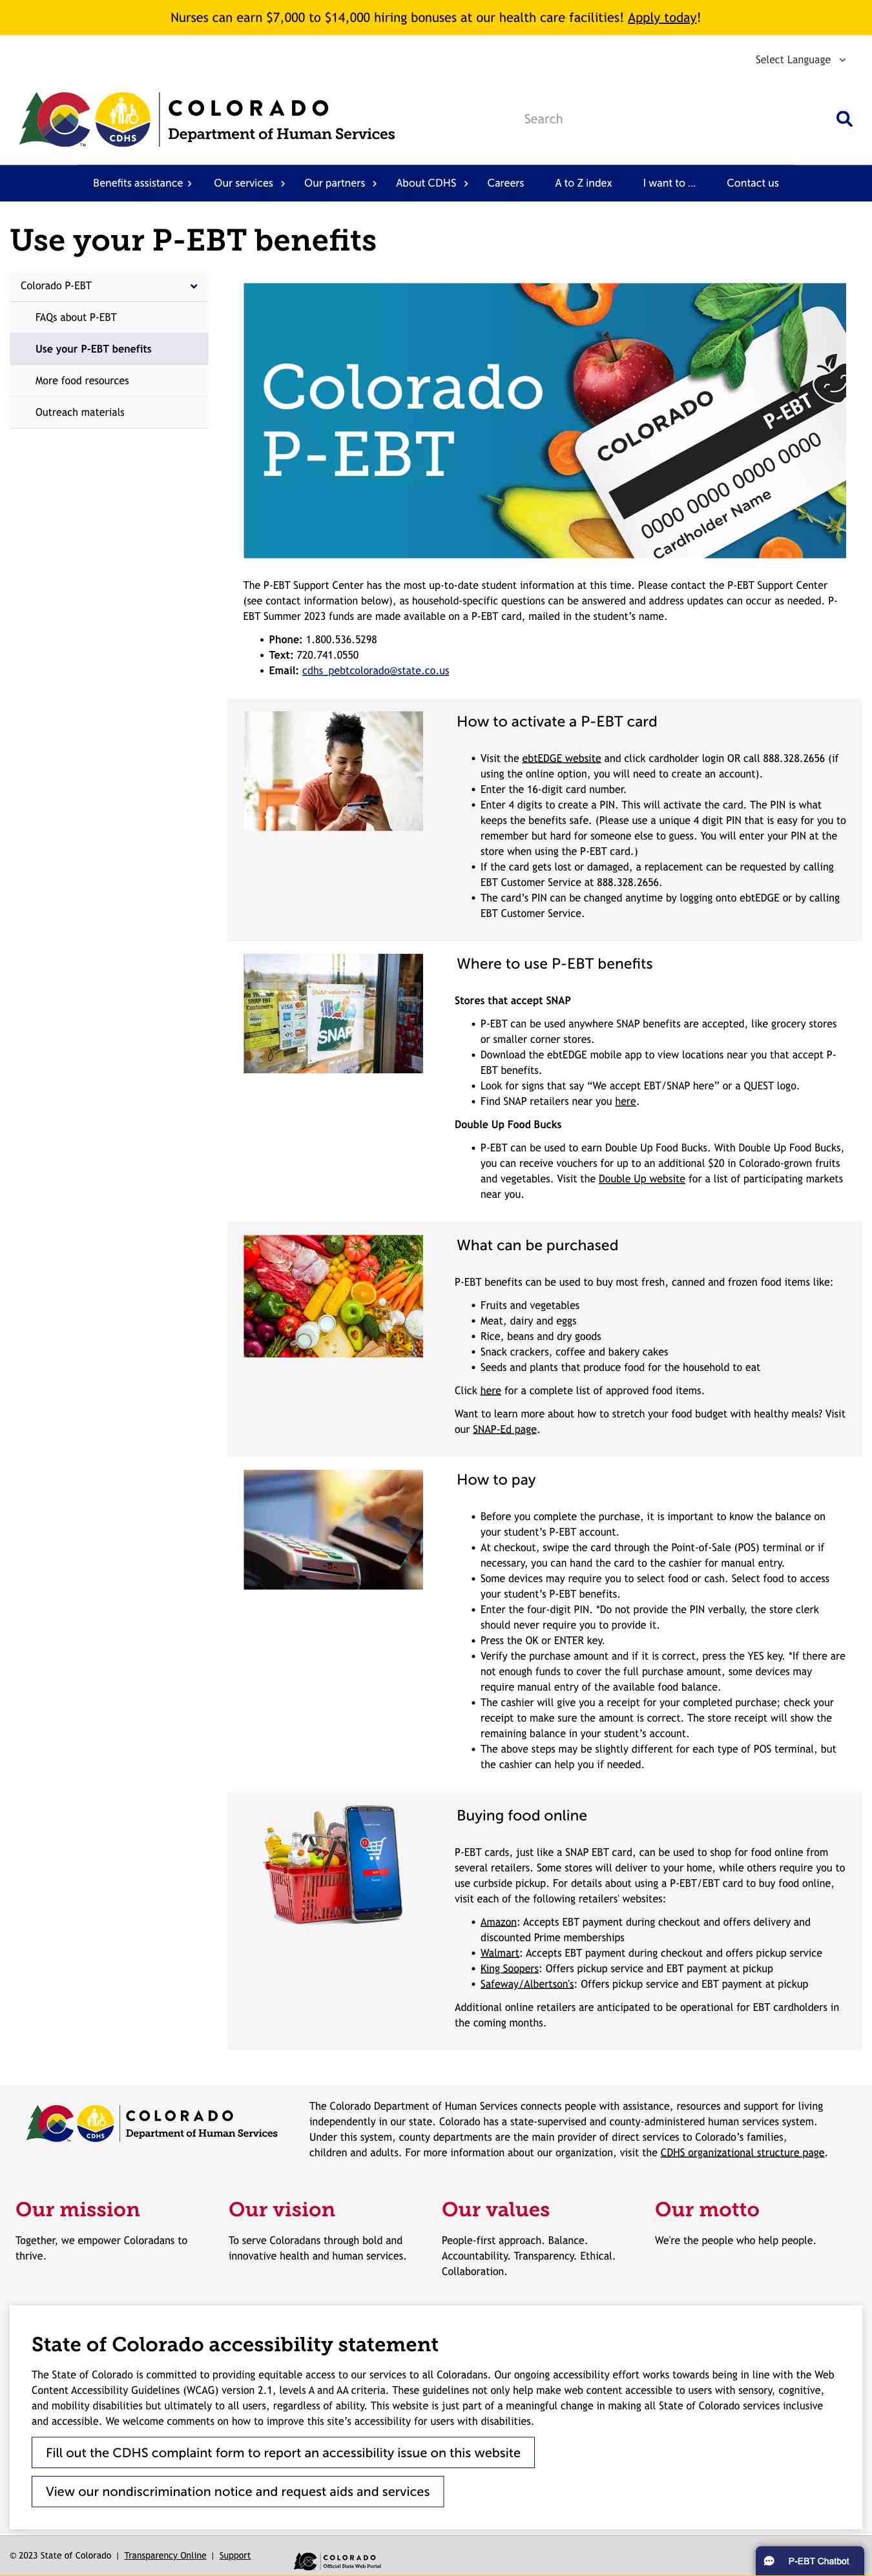 Nurses can earn $7,000 to $14,000 hiring bonuses at our health care facilities! Apply today!
Select Language
COLORADO
Department of Human Services
CDHS
Search
Benefits assistance
Our services
Our partners
About CDHS
Careers
A to Z index
I want to ...
Contact us
Use your P-EBT benefits
Colorado P-EBT
FAQs about P-EBT
Use your P-EBT benefits
More food resources
Outreach materials
Colorado
P-EBT
COLORADO
P-EBT
0000 0000 0000 0000
Cardholder Name
The P-EBT Support Center has the most up-to-date student information at this time. Please contact the P-EBT Support Center
(see contact information below), as household-specific questions can be answered and address updates can occur as needed. P-
EBT Summer 2023 funds are made available on a P-EBT card, mailed in the student’s name.
• Phone: 1.800.536.5298
• Text: 720.741.0550
• Email: cdhs_pebtcolorado@state.co.us
How to activate a P-EBT card
• Visit the ebtEDGE website and click cardholder login OR call 888.328.2656 (if
using the online option, you will need to create an account).
• Enter the 16-digit card number.
• Enter 4 digits to create a PIN. This will activate the card. The PIN is what
keeps the benefits safe. (Please use a unique 4 digit PIN that is easy for you to
remember but hard for someone else to guess. You will enter your PIN at the
store when using the P-EBT card.)
• If the card gets lost or damaged, a replacement can be requested by calling
EBT Customer Service at 888.328.2656.
• The card’s PIN can be changed anytime by logging onto ebtEDGE or by calling
EBT Customer Service.
SNAP
VISA
Where to use P-EBT benefits
Stores that accept SNAP
• P-EBT can be used anywhere SNAP benefits are accepted, like grocery stores
or smaller corner stores.
• Download the ebtEDGE mobile app to view locations near you that accept P-
EBT benefits.
• Look for signs that say “We accept EBT/SNAP here” or a QUEST logo.
• Find SNAP retailers near you here.
Double Up Food Bucks
• P-EBT can be used to earn Double Up Food Bucks. With Double Up Food Bucks,
you can receive vouchers for up to an additional $20 in Colorado-grown fruits
and vegetables. Visit the Double Up website for a list of participating markets
near you.
What can be purchased
P-EBT benefits can be used to buy most fresh, canned and frozen food items like:
• Fruits and vegetables
• Meat, dairy and eggs
• Rice, beans and dry goods
• Snack crackers, coffee and bakery cakes
• Seeds and plants that produce food for the household to eat
Click here for a complete list of approved food items.
Want to learn more about how to stretch your food budget with healthy meals? Visit
our SNAP-Ed page.
How to pay
• Before you complete the purchase, it is important to know the balance on
your student’s P-EBT account.
• At checkout, swipe the card through the Point-of-Sale (POS) terminal or if
necessary, you can hand the card to the cashier for manual entry.
• Some devices may require you to select food or cash. Select food to access
your student’s P-EBT benefits.
• Enter the four-digit PIN. *Do not provide the PIN verbally, the store clerk
should never require you to provide it.
• Press the OK or ENTER key.
• Verify the purchase amount and if it is correct, press the YES key. *If there are
not enough funds to cover the full purchase amount, some devices may
require manual entry of the available food balance.
• The cashier will give you a receipt for your completed purchase; check your
receipt to make sure the amount is correct. The store receipt will show the
remaining balance in your student’s account.
• The above steps may be slightly different for each type of POS terminal, but
the cashier can help you if needed.
Buying food online
P-EBT cards, just like a SNAP EBT card, can be used to shop for food online from
several retailers. Some stores will deliver to your home, while others require you to
use curbside pickup. For details about using a P-EBT/EBT card to buy food online,
visit each of the following retailers' websites:
• Amazon: Accepts EBT payment during checkout and offers delivery and
discounted Prime memberships
• Walmart: Accepts EBT payment during checkout and offers pickup service
• King Soopers: Offers pickup service and EBT payment at pickup
• Safeway/Albertson's: Offers pickup service and EBT payment at pickup
Additional online retailers are anticipated to be operational for EBT cardholders in
the coming months.
CDHS
COLORADO
Department of Human Services
The Colorado Department of Human Services connects people with assistance, resources and support for living
independently in our state. Colorado has a state-supervised and county-administered human services system.
Under this system, county departments are the main provider of direct services to Colorado’s families,
children and adults. For more information about our organization, visit the CDHS organizational structure page.
Our mission
Together, we empower Coloradans to
thrive.
Our vision
To serve Coloradans through bold and
innovative health and human services.
Our values
People-first approach. Balance.
Accountability. Transparency. Ethical.
Collaboration.
Our motto
We're the people who help people.
State of Colorado accessibility statement
The State of Colorado is committed to providing equitable access to our services to all Coloradans. Our ongoing accessibility effort works towards being in line with the Web
Content Accessibility Guidelines (WCAG) version 2.1, levels A and AA criteria. These guidelines not only help make web content accessible to users with sensory, cognitive,
and mobility disabilities but ultimately to all users, regardless of ability. This website is just part of a meaningful change in making all State of Colorado services inclusive
and accessible. We welcome comments on how to improve this site’s accessibility for users with disabilities.
Fill out the CDHS complaint form to report an accessibility issue on this website
View our nondiscrimination notice and request aids and services
© 2023 State of Colorado | Transparency Online | Support
COLORADO
Official State Web Portal
P-EBT Chatbot